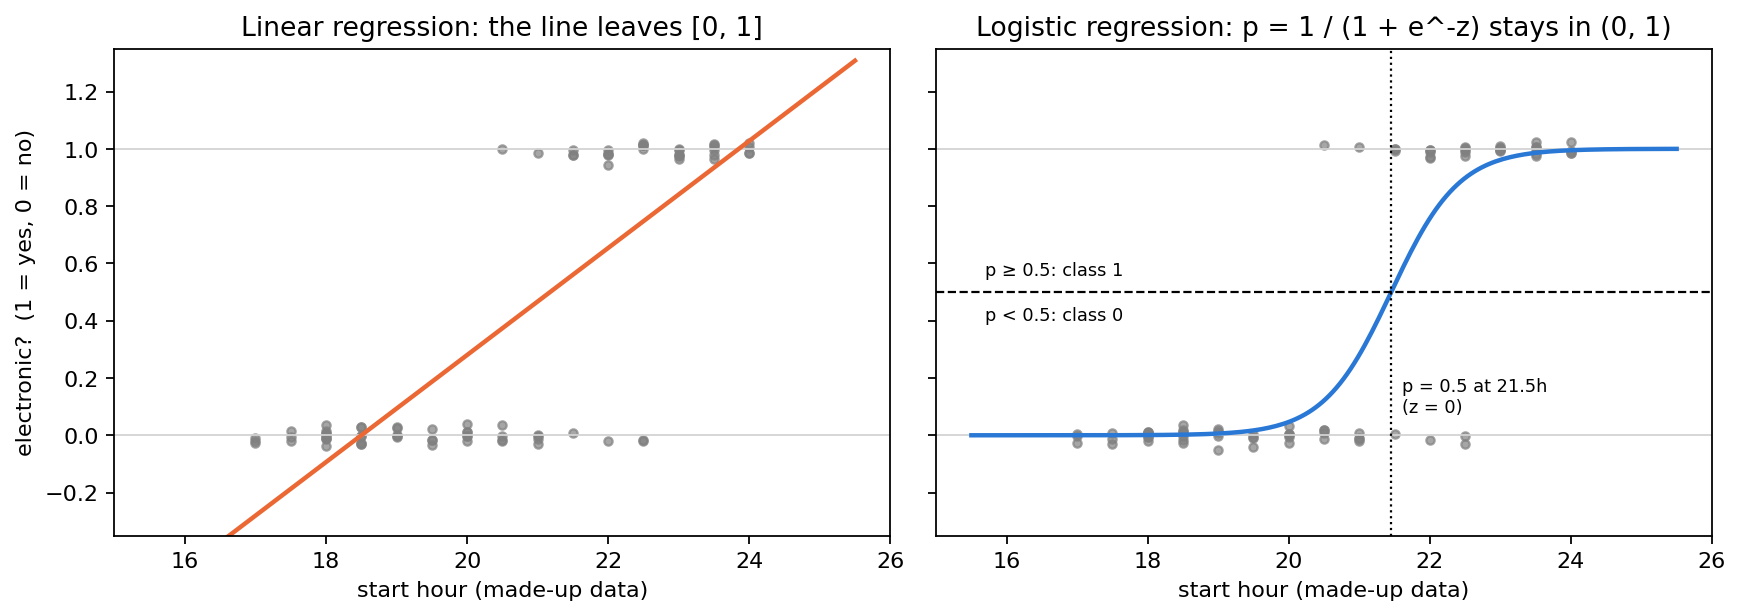 Linear regression: the line leaves [0, 1]
electronic?  (1 = yes, 0 = no)
1.2
1.0
0.8
0.6
0.4
0.2
0.0
−0.2
16
18
20
22
24
26
start hour (made-up data)
Logistic regression: p = 1 / (1 + e^-z) stays in (0, 1)
p ≥ 0.5: class 1
p < 0.5: class 0
p = 0.5 at 21.5h
(z = 0)
16
18
20
22
24
26
start hour (made-up data)